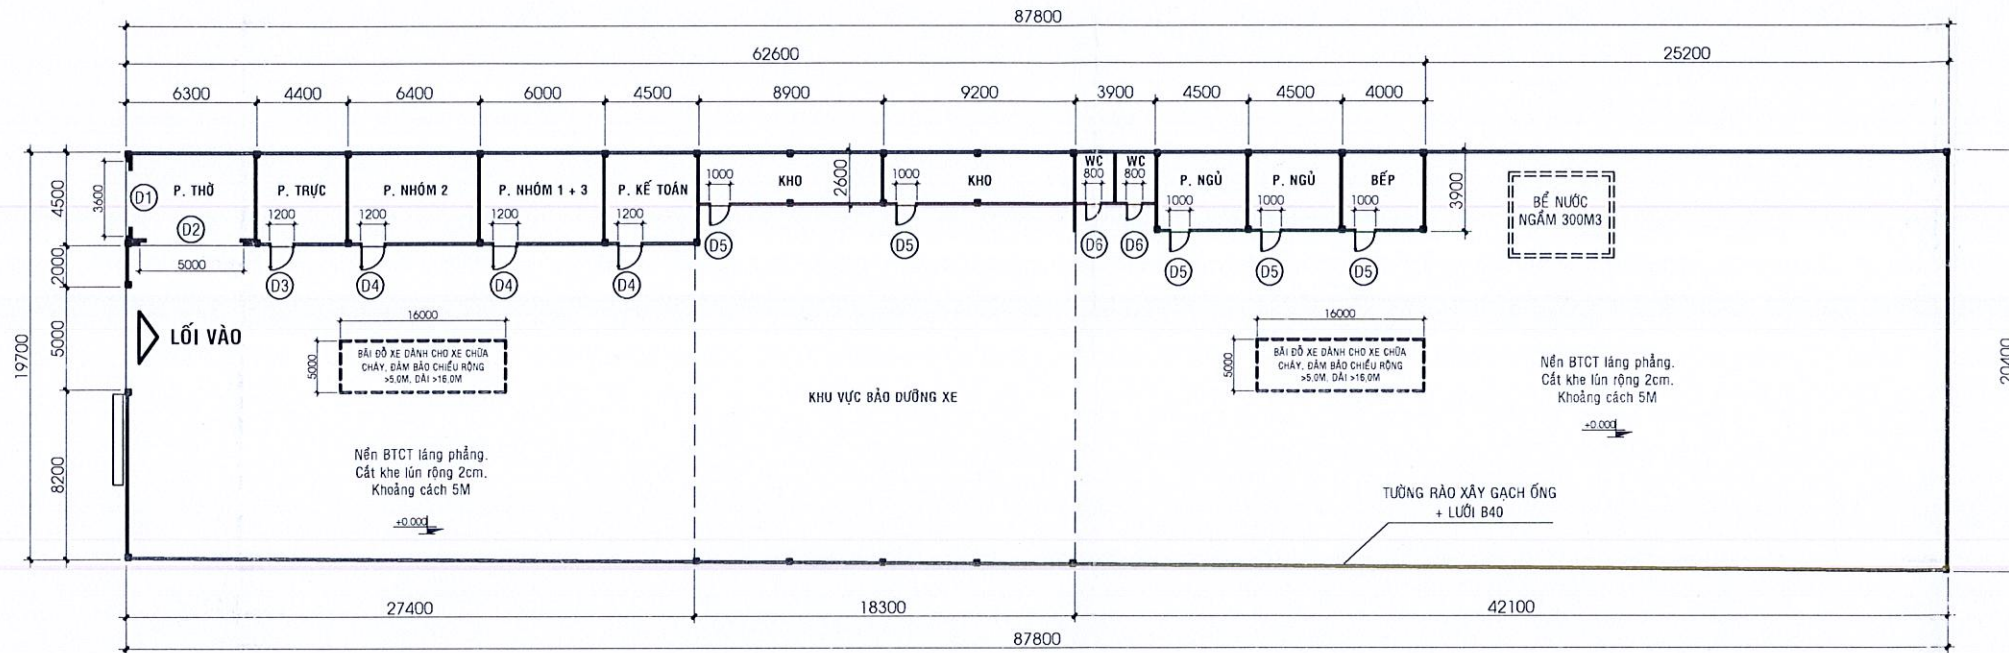 87800
62600
25200
6300
4400
6400
6000
4500
8900
9200
3900
4500
4500
4000
19700
4500
2000
5000
8200
3600
D1
P. THỜ
D2
5000
P. TRỰC
1200
D3
P. NHÓM 2
1200
D4
P. NHÓM 1 + 3
1200
D4
P. KẾ TOÁN
1200
D4
1000
KHO
2600
D5
1000
KHO
D5
WC
800
D6
WC
800
D6
P. NGỦ
1000
D5
P. NGỦ
1000
D5
BẾP
1000
D5
3900
BỂ NƯỚC
NGẦM 300M3
20400
LỐI VÀO
16000
5000
BÃI ĐỖ XE DÀNH CHO XE CHỮA
CHÁY, ĐẢM BẢO CHIỀU RỘNG
>5,0M, DÀI >16,0M
KHU VỰC BẢO DƯỠNG XE
16000
5000
BÃI ĐỖ XE DÀNH CHO XE CHỮA
CHÁY, ĐẢM BẢO CHIỀU RỘNG
>5,0M, DÀI >16,0M
Nền BTCT láng phẳng.
Cắt khe lún rộng 2cm.
Khoảng cách 5M
+0.000
Nền BTCT láng phẳng.
Cắt khe lún rộng 2cm.
Khoảng cách 5M
+0.000
TƯỜNG RÀO XÂY GẠCH ỐNG
+ LƯỚI B40
27400
18300
42100
87800